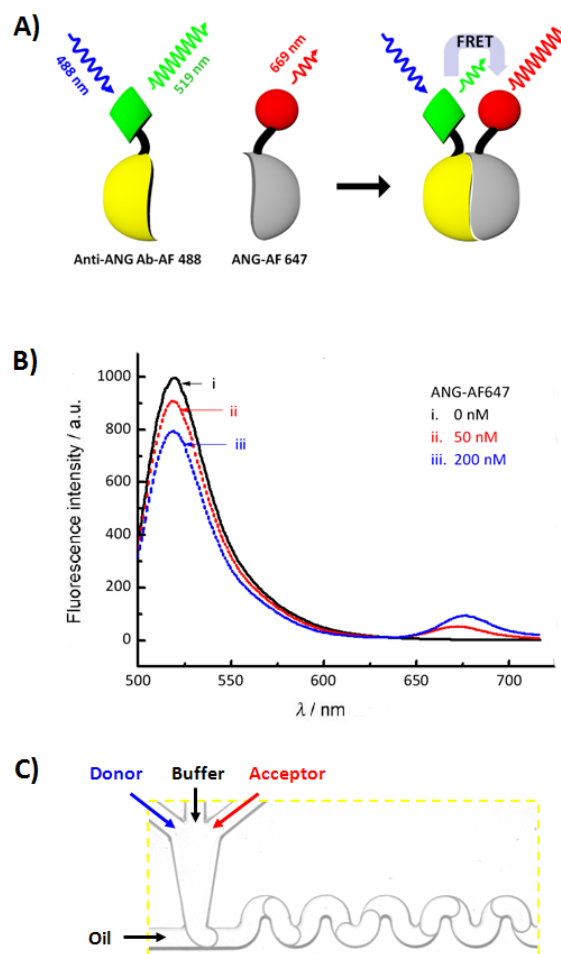 A)
488 nm
519 nm
669 nm
FRET
Anti-ANG Ab-AF 488
ANG-AF 647
B)
Fluorescence intensity / a.u.
1000
800
600
400
200
0
i
ii
iii
ANG-AF647
i. 0 nM
ii. 50 nM
iii. 200 nM
500
550
600
650
700
λ / nm
C)
Donor
Buffer
Acceptor
Oil